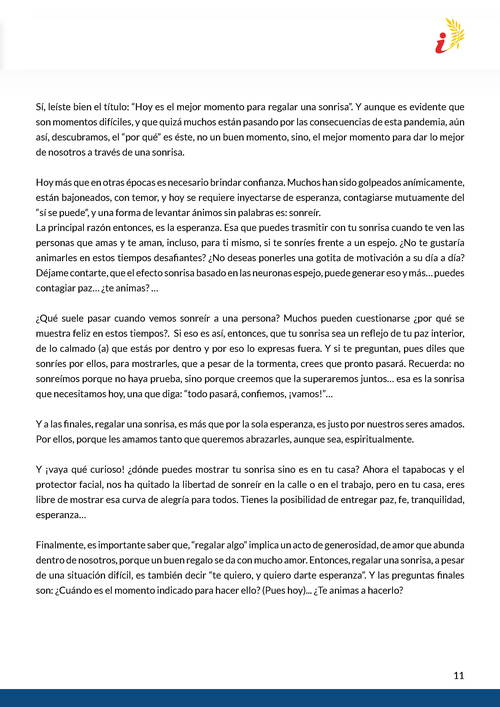 i
Sí, leíste bien el título: “Hoy es el mejor momento para regalar una sonrisa”. Y aunque es evidente que
son momentos difíciles, y que quizá muchos están pasando por las consecuencias de esta pandemia, aún
así, descubramos, el “por qué” es éste, no un buen momento, sino, el mejor momento para dar lo mejor
de nosotros a través de una sonrisa.
Hoy más que en otras épocas es necesario brindar confianza. Muchos han sido golpeados anímicamente,
están bajoneados, con temor, y hoy se requiere inyectarse de esperanza, contagiarse mutuamente del
“sí se puede”, y una forma de levantar ánimos sin palabras es: sonreír.
La principal razón entonces, es la esperanza. Esa que puedes trasmitir con tu sonrisa cuando te ven las
personas que amas y te aman, incluso, para ti mismo, si te sonríes frente a un espejo. ¿No te gustaría
animarles en estos tiempos desafiantes? ¿No deseas ponerles una gotita de motivación a su día a día?
Déjame contarte, que el efecto sonrisa basado en las neuronas espejo, puede generar eso y más... puedes
contagiar paz... ¿te animas? ...
¿Qué suele pasar cuando vemos sonreír a una persona? Muchos pueden cuestionarse ¿por qué se
muestra feliz en estos tiempos?. Si eso es así, entonces, que tu sonrisa sea un reflejo de tu paz interior,
de lo calmado (a) que estás por dentro y por eso lo expresas fuera. Y si te preguntan, pues diles que
sonríes por ellos, para mostrarles, que a pesar de la tormenta, crees que pronto pasará. Recuerda: no
sonreímos porque no haya prueba, sino porque creemos que la superaremos juntos... esa es la sonrisa
que necesitamos hoy, una que diga: “todo pasará, confiemos, ¡vamos!”...
Y a las finales, regalar una sonrisa, es más que por la sola esperanza, es justo por nuestros seres amados.
Por ellos, porque les amamos tanto que queremos abrazarles, aunque sea, espiritualmente.
Y ¡vaya qué curioso! ¿dónde puedes mostrar tu sonrisa sino es en tu casa? Ahora el tapabocas y el
protector facial, nos ha quitado la libertad de sonreír en la calle o en el trabajo, pero en tu casa, eres
libre de mostrar esa curva de alegría para todos. Tienes la posibilidad de entregar paz, fe, tranquilidad,
esperanza...
Finalmente, es importante saber que, “regalar algo” implica un acto de generosidad, de amor que abunda
dentro de nosotros, porque un buen regalo se da con mucho amor. Entonces, regalar una sonrisa, a pesar
de una situación difícil, es también decir “te quiero, y quiero darte esperanza”. Y las preguntas finales
son: ¿Cuándo es el momento indicado para hacer ello? (Pues hoy)... ¿Te animas a hacerlo?
11